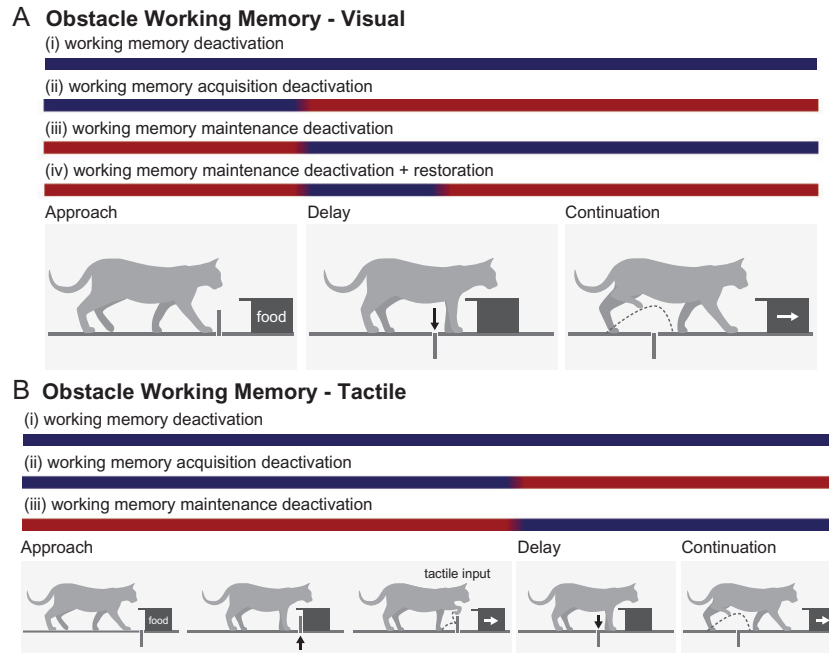 A Obstacle Working Memory - Visual
(i) working memory deactivation
(ii) working memory acquisition deactivation
(iii) working memory maintenance deactivation
(iv) working memory maintenance deactivation + restoration
Approach Delay Continuation
food
B Obstacle Working Memory - Tactile
(i) working memory deactivation
(ii) working memory acquisition deactivation
(iii) working memory maintenance deactivation
Approach Delay Continuation
tactile input
food